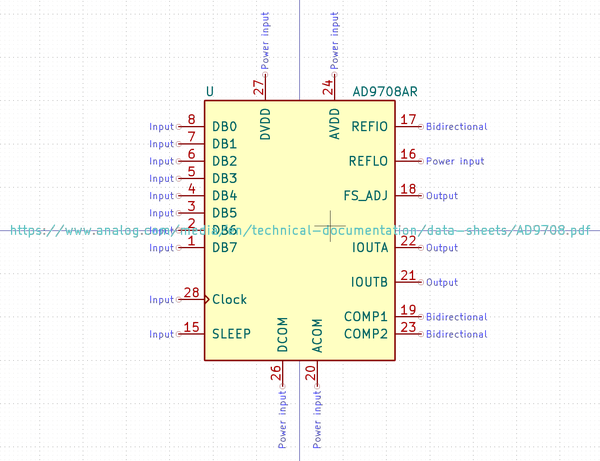 Power input
Power input
27
24
U
AD9708AR
DVDD
AVDD
Input 8 DB0
REFIO 17 Bidirectional
Input 7 DB1
Input 6 DB2
REFLO 16 Power input
Input 5 DB3
Input 4 DB4
FS_ADJ 18 Output
Input 3 DB5
Input 2 DB6
https://www.analog.com/media/en/technical-documentation/data-sheets/AD9708.pdf
Input 1 DB7
IOUTA 22 Output
IOUTB 21 Output
Input 28 Clock
COMP1 19 Bidirectional
Input 15 SLEEP
COMP2 23 Bidirectional
DCOM
ACOM
26
20
Power input
Power input